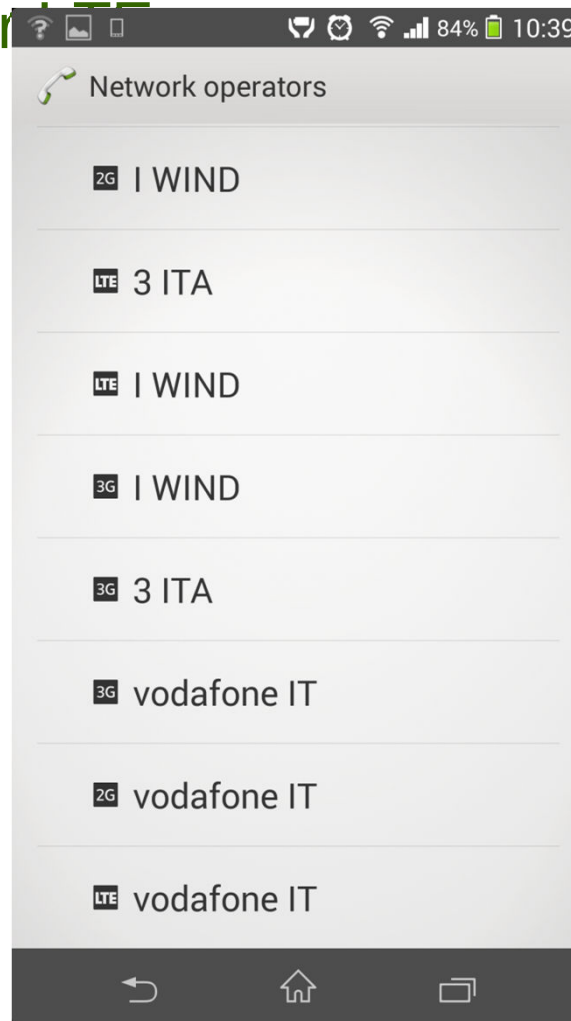 84% 10:39
Network operators
2G I WIND
LTE 3 ITA
LTE I WIND
3G I WIND
3G 3 ITA
3G vodafone IT
2G vodafone IT
LTE vodafone IT